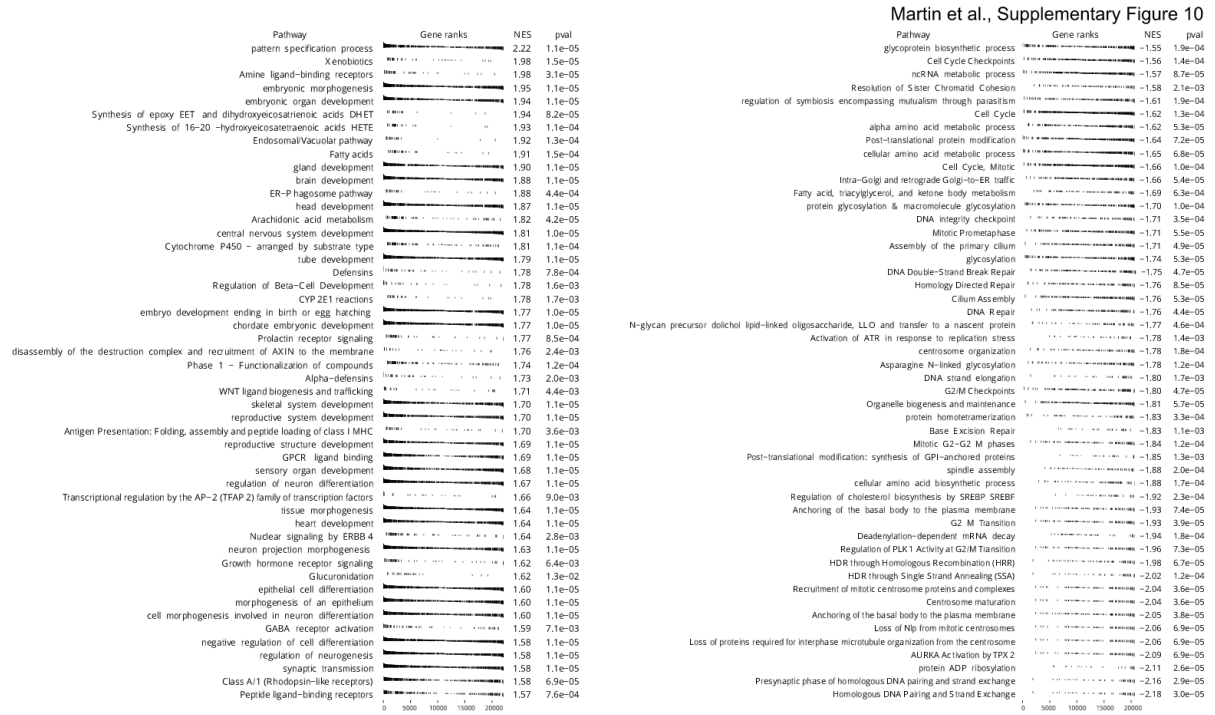 Martin et al., Supplementary Figure 10
Pathway Gene ranks NES pval
pattern specification process 2.22 1.1e−05
Xenobiotics 1.98 1.5e−05
Amine ligand−binding receptors 1.98 3.1e−05
embryonic morphogenesis 1.95 1.1e−05
embryonic organ development 1.94 1.1e−05
Synthesis of epoxy EET and dihydroxyeicosatrienoic acids DHET 1.94 8.2e−05
Synthesis of 16−20 −hydroxyeicosatetraenoic acids HETE 1.93 1.1e−04
Endosomal/Vacuolar pathway 1.92 1.3e−04
Fatty acids 1.91 1.5e−04
gland development 1.90 1.1e−05
brain development 1.88 1.1e−05
ER−Phagosome pathway 1.88 4.4e−04
head development 1.87 1.1e−05
Arachidonic acid metabolism 1.82 4.2e−05
central nervous system development 1.81 1.0e−05
Cytochrome P450 − arranged by substrate type 1.81 1.1e−04
tube development 1.79 1.1e−05
Defensins 1.78 7.8e−04
Regulation of Beta−Cell Development 1.78 1.6e−03
CYP2E1 reactions 1.78 1.7e−03
embryo development ending in birth or egg hatching 1.77 1.0e−05
chordate embryonic development 1.77 1.0e−05
Prolactin receptor signaling 1.77 8.5e−04
disassembly of the destruction complex and recruitment of AXIN to the membrane 1.76 2.4e−03
Phase 1 − Functionalization of compounds 1.74 1.2e−04
Alpha−defensins 1.73 2.0e−03
WNT ligand biogenesis and trafficking 1.71 4.4e−03
skeletal system development 1.70 1.1e−05
reproductive system development 1.70 1.1e−05
Antigen Presentation: Folding, assembly and peptide loading of class I MHC 1.70 3.6e−03
reproductive structure development 1.69 1.1e−05
GPCR ligand binding 1.69 1.1e−05
sensory organ development 1.68 1.1e−05
regulation of neuron differentiation 1.67 1.1e−05
Transcriptional regulation by the AP−2 (TFAP2) family of transcription factors 1.66 9.0e−03
tissue morphogenesis 1.64 1.1e−05
heart development 1.64 1.1e−05
Nuclear signaling by ERBB4 1.64 2.8e−03
neuron projection morphogenesis 1.63 1.1e−05
Growth hormone receptor signaling 1.62 6.4e−03
Glucuronidation 1.62 1.3e−02
epithelial cell differentiation 1.60 1.1e−05
morphogenesis of an epithelium 1.60 1.1e−05
cell morphogenesis involved in neuron differentiation 1.60 1.1e−05
GABA receptor activation 1.59 7.1e−03
negative regulation of cell differentiation 1.58 1.1e−05
regulation of neurogenesis 1.58 1.1e−05
synaptic transmission 1.58 1.1e−05
Class A/1 (Rhodopsin−like receptors) 1.58 6.9e−05
Peptide ligand−binding receptors 1.57 7.6e−04
0 5000 10000 15000 20000
Pathway Gene ranks NES pval
glycoprotein biosynthetic process −1.55 1.9e−04
Cell Cycle Checkpoints −1.56 1.4e−04
ncRNA metabolic process −1.57 8.7e−05
Resolution of Sister Chromatid Cohesion −1.58 2.1e−03
regulation of symbiosis encompassing mutualism through parasitism −1.61 1.9e−04
Cell Cycle −1.62 1.3e−04
alpha amino acid metabolic process −1.62 5.3e−05
Post−translational protein modification −1.64 7.2e−05
cellular amino acid metabolic process −1.65 6.8e−05
Cell Cycle, Mitotic −1.66 1.0e−04
Intra−Golgi and retrograde Golgi−to−ER traffic −1.66 5.4e−05
Fatty acid, triacylglycerol, and ketone body metabolism −1.69 6.3e−04
protein glycosylation & macromolecule glycosylation −1.70 1.0e−04
DNA integrity checkpoint −1.71 3.5e−04
Mitotic Prometaphase −1.71 5.5e−05
Assembly of the primary cilium −1.71 4.9e−05
glycosylation −1.74 5.3e−05
DNA Double−Strand Break Repair −1.75 4.7e−05
Homology Directed Repair −1.76 8.5e−05
Cilium Assembly −1.76 5.3e−05
DNA Repair −1.76 4.4e−05
N−glycan precursor dolichol lipid−linked oligosaccharide, LLO and transfer to a nascent protein −1.77 4.6e−04
Activation of ATR in response to replication stress −1.78 1.4e−03
centrosome organization −1.78 1.8e−04
Asparagine N−linked glycosylation −1.78 1.2e−04
DNA strand elongation −1.80 1.7e−03
G2/M Checkpoints −1.80 4.7e−05
Organelle biogenesis and maintenance −1.81 5.7e−05
protein homotetramerization −1.83 3.3e−04
Base Excision Repair −1.83 1.1e−03
Mitotic G2−G2 M phases −1.84 1.2e−04
Post−translational modification: synthesis of GPI−anchored proteins −1.85 1.3e−03
spindle assembly −1.88 2.0e−04
cellular amino acid biosynthetic process −1.88 1.7e−04
Regulation of cholesterol biosynthesis by SREBP SREBF −1.92 2.3e−04
Anchoring of the basal body to the plasma membrane −1.93 7.4e−05
G2 M Transition −1.93 3.9e−05
Deadenylation−dependent mRNA decay −1.94 1.8e−04
Regulation of PLK1 Activity at G2/M Transition −1.96 7.3e−05
HDR through Homologous Recombination (HRR) −1.98 6.7e−05
HDR through Single Strand Annealing (SSA) −2.02 1.2e−04
Recruitment of mitotic centrosome proteins and complexes −2.04 3.6e−05
Centrosome maturation −2.04 3.6e−05
Anchoring of the basal body to the plasma membrane −2.05 3.8e−05
Loss of Nlp from mitotic centrosomes −2.06 6.9e−05
Loss of proteins required for interphase microtubule organization from the centrosome −2.06 6.9e−05
AURKA Activation by TPX2 −2.09 6.9e−05
protein ADP ribosylation −2.11 2.6e−05
Presynaptic phase of homologous DNA pairing and strand exchange −2.16 2.9e−05
Homologous DNA Pairing and Strand Exchange −2.18 3.0e−05
0 5000 10000 15000 20000